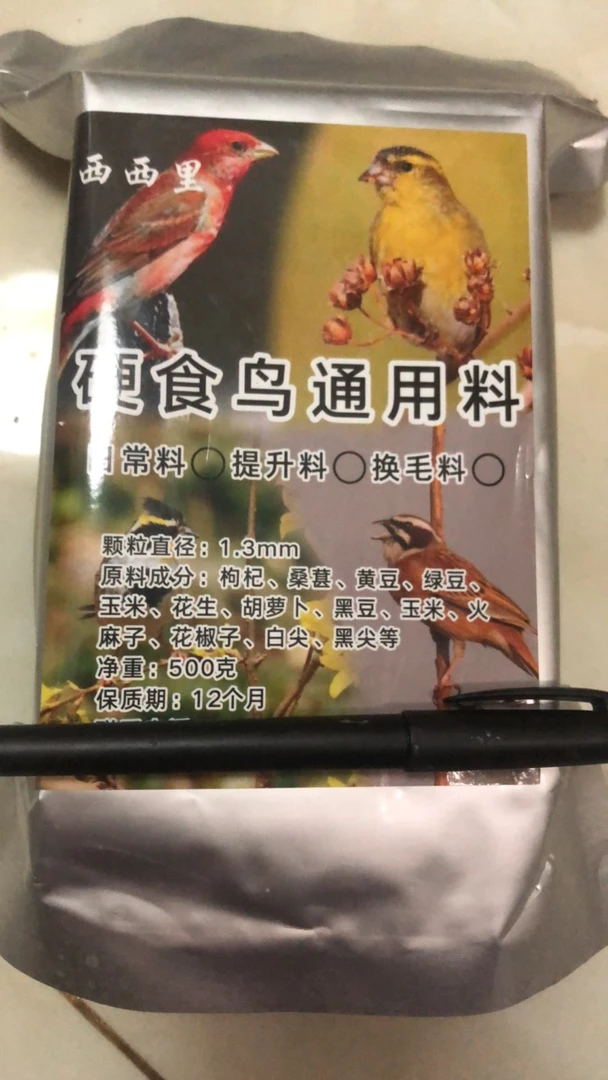 西西里
硬食鸟通用料
日常料○提升料○换毛料○
颗粒直径：1.3mm
原料成分：枸杞、桑葚、黄豆、绿豆、
玉米、花生、胡萝卜、黑豆、玉米、火
麻子、花椒子、白尖、黑尖等
净重：500克
保质期：12个月